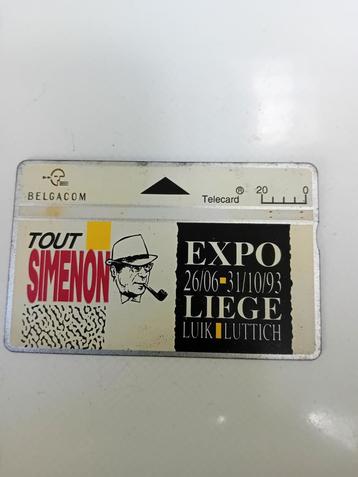 BELGACOM
Telecard ® 20 0
TOUT
SIMENON
EXPO
26/06 31/10/93
LIEGE
LUIK LUTTICH